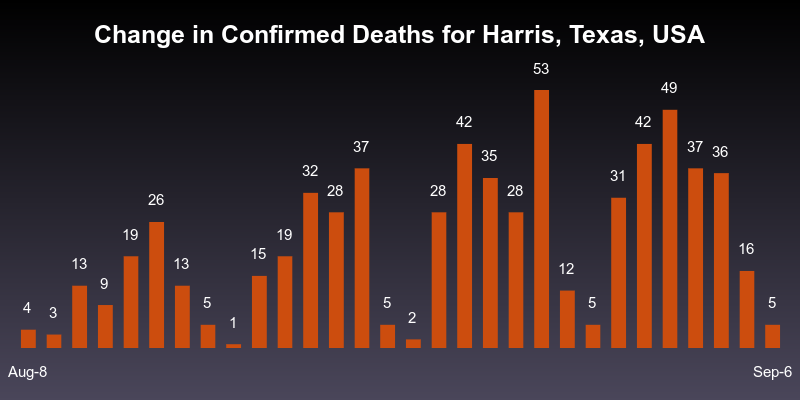 Change in Confirmed Deaths for Harris, Texas, USA
4 3 13 9 19 26 13 5 1 15 19 32 28 37 5 2 28 42 35 28 53 12 5 31 42 49 37 36 16 5
Aug-8 Sep-6